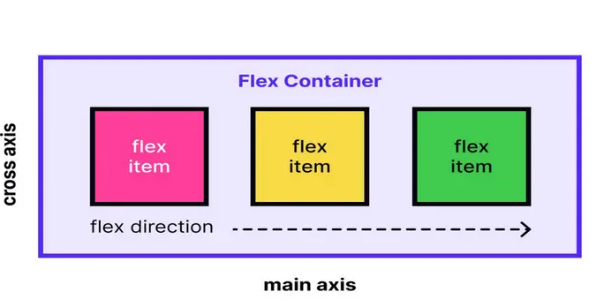 Flex Container
cross axis
flex
item
flex
item
flex
item
flex direction
main axis